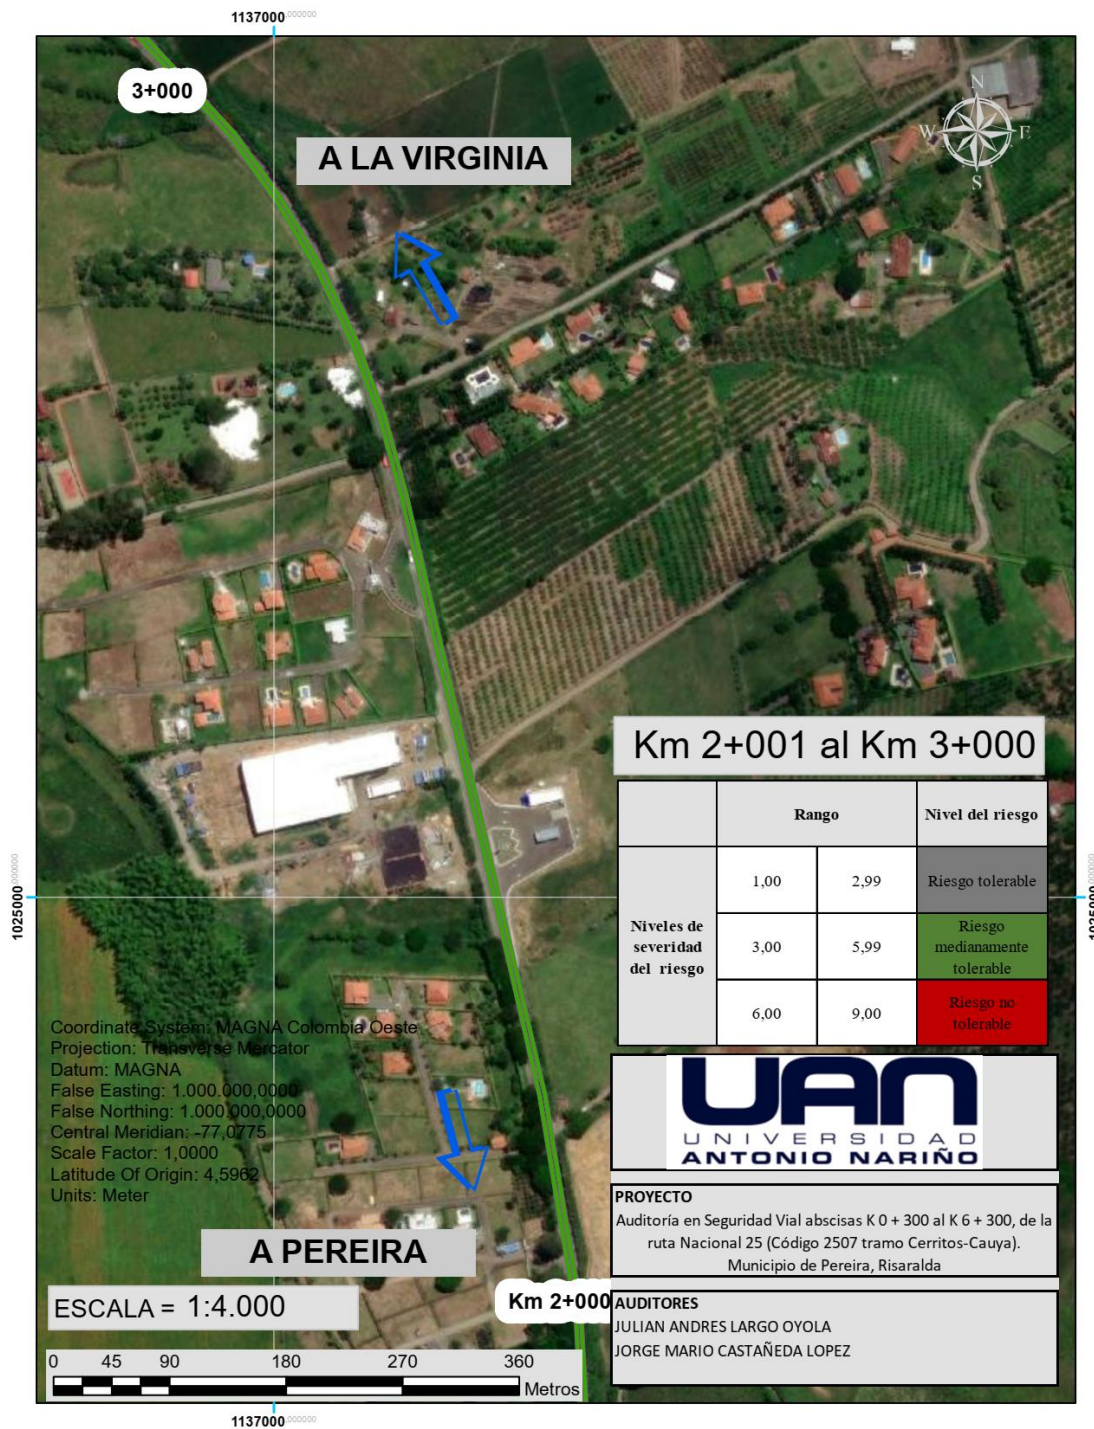 1137000.000000
3+000
A LA VIRGINIA
N
W E
S
Km 2+001 al Km 3+000
Rango Nivel del riesgo
Niveles de severidad del riesgo
1,00 2,99 Riesgo tolerable
3,00 5,99 Riesgo medianamente tolerable
6,00 9,00 Riesgo no tolerable
1025000.000000
1025000.000000
Coordinate System: MAGNA Colombia Oeste
Projection: Transverse Mercator
Datum: MAGNA
False Easting: 1.000.000,0000
False Northing: 1.000.000,0000
Central Meridian: -77,0775
Scale Factor: 1,0000
Latitude Of Origin: 4,5962
Units: Meter
UAN
UNIVERSIDAD
ANTONIO NARIÑO
PROYECTO
Auditoría en Seguridad Vial abscisas K 0 + 300 al K 6 + 300, de la
ruta Nacional 25 (Código 2507 tramo Cerritos-Cauya).
Municipio de Pereira, Risaralda
A PEREIRA
Km 2+000
ESCALA = 1:4.000
AUDITORES
JULIAN ANDRES LARGO OYOLA
JORGE MARIO CASTAÑEDA LOPEZ
0 45 90 180 270 360
Metros
1137000.000000